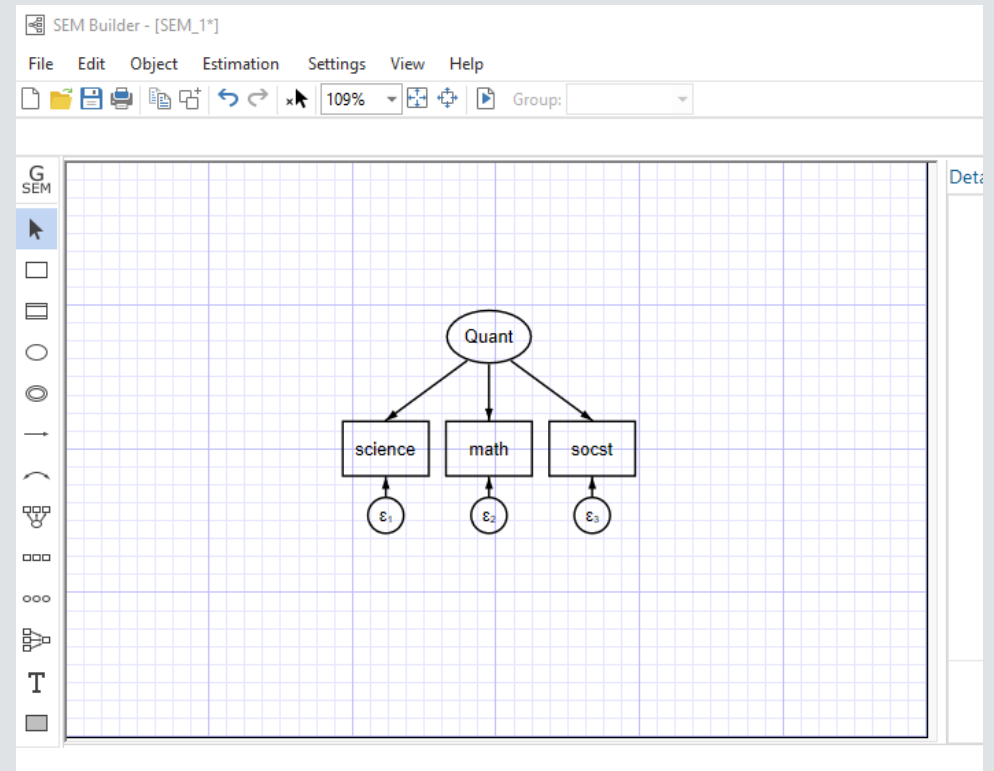 SEM Builder - [SEM_1*]
File Edit Object Estimation Settings View Help
109% Group:
G
SEM
Deta
Quant
science math socst
ε₁ ε₂ ε₃
T